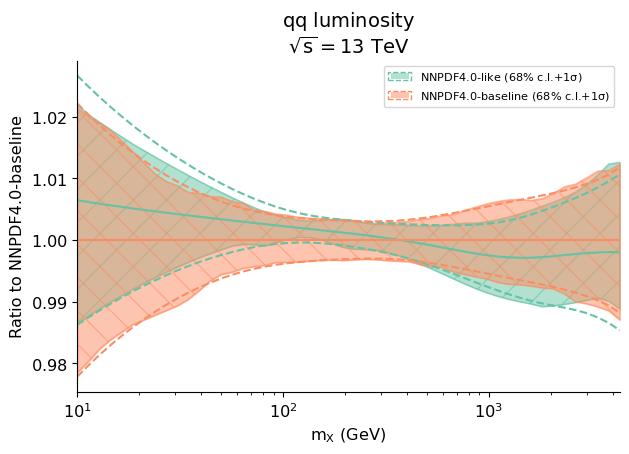 qq luminosity
√s = 13 TeV
NNPDF4.0-like (68% c.l.+1σ)
NNPDF4.0-baseline (68% c.l.+1σ)
Ratio to NNPDF4.0-baseline
1.02
1.01
1.00
0.99
0.98
10¹ 10² 10³
mX (GeV)